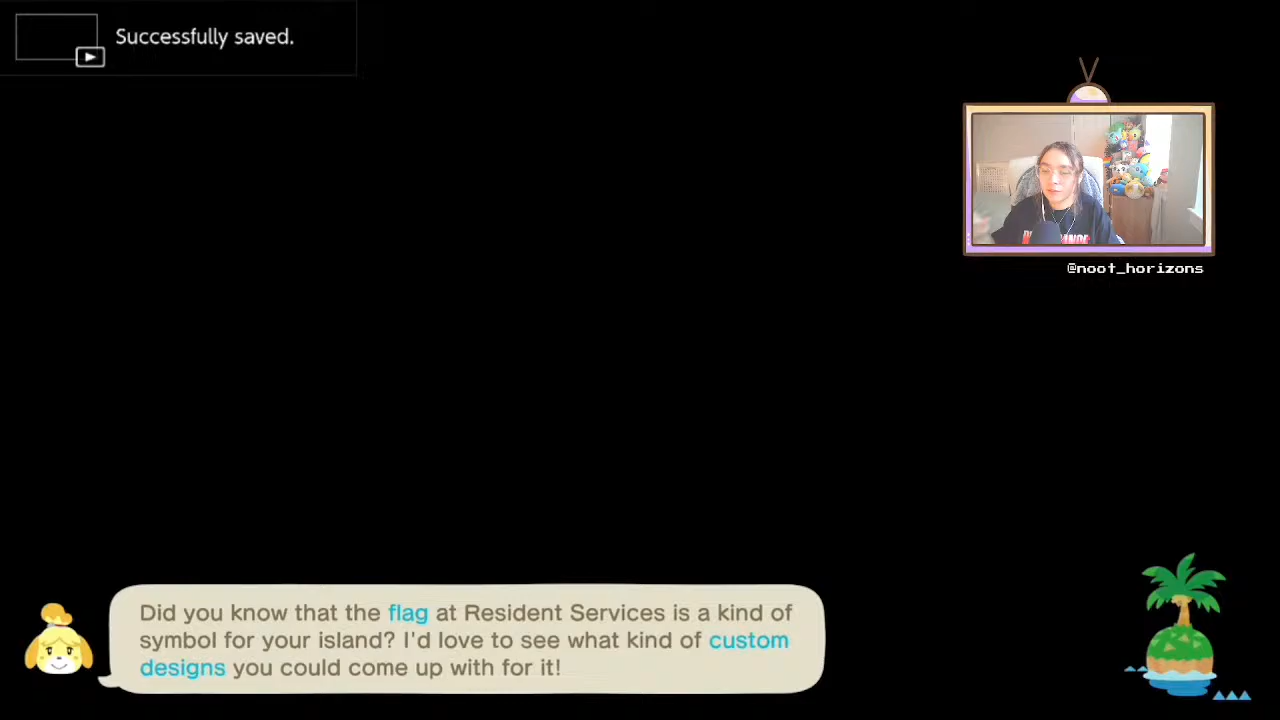 Successfully saved.
@noot_horizons
Did you know that the flag at Resident Services is a kind of
symbol for your island? I'd love to see what kind of custom
designs you could come up with for it!